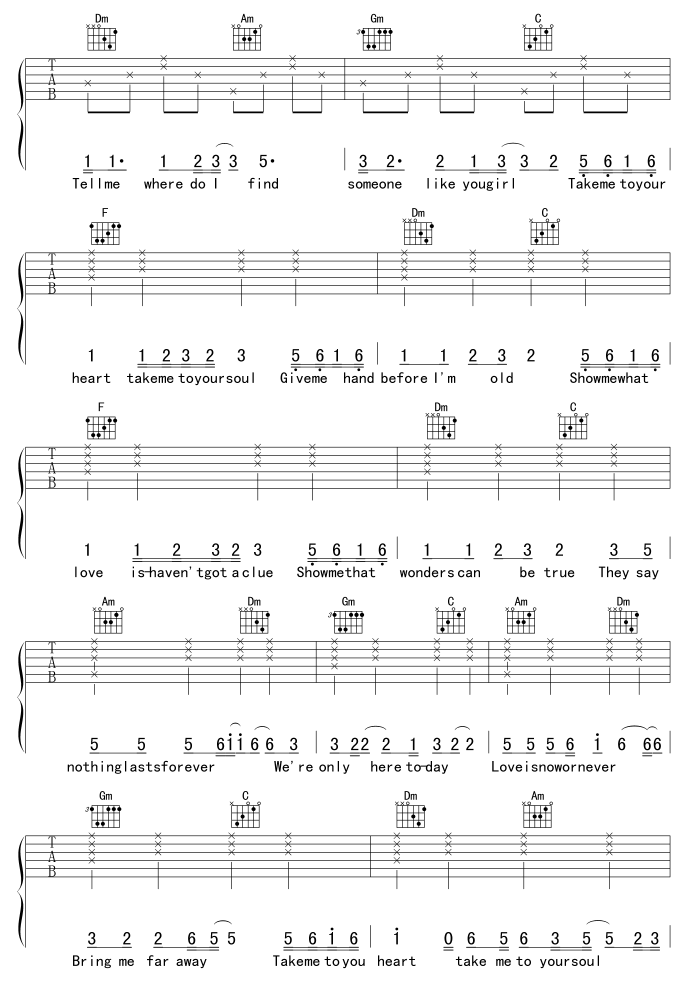 Dm Am Gm C
3
T
A
B
1 1• 1 2 3 3 5• 3 2• 2 1 3 3 2 5 6 1 6
Tellme where do I find someone like yougirl Takeme toyour
F Dm C
T
A
B
1 1 2 3 2 3 5 6 1 6 1 1 2 3 2 5 6 1 6
heart takeme toyoursoul Giveme hand before I'm old Showmewhat
F Dm C
T
A
B
1 1 2 3 2 3 5 6 1 6 1 1 2 3 2 3 5
love is—haven'tgot a clue Showmethat wonders can be true They say
Am Dm Gm C Am Dm
3
T
A
B
5 5 5 6 i i 6 6 3 3 2 2 2 1 3 2 2 5 5 5 6 i 6 6 6
nothinglastsforever We're only here to—day Loveisnowornever
Gm C Dm Am
3
T
A
B
3 2 2 6 5 5 5 6 i 6 i 0 6 5 6 3 5 5 2 3
Bring me far away Takeme toyou heart take me to yoursoul